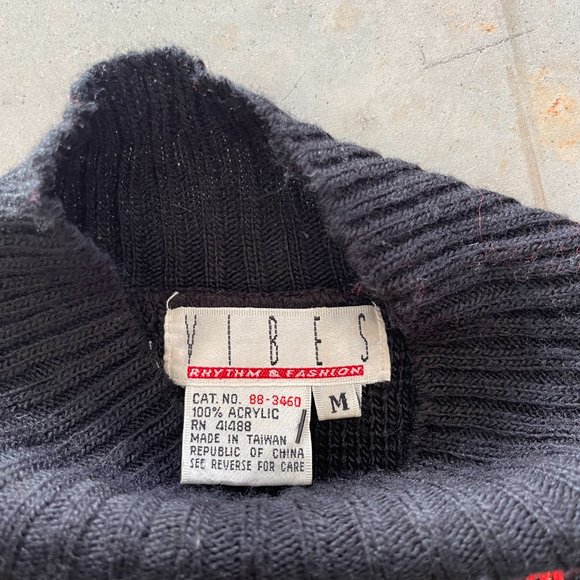 VIBES
RHYTHM & FASHION
M
CAT. NO. 88-3460
100% ACRYLIC
RN 41488
MADE IN TAIWAN
REPUBLIC OF CHINA
SEE REVERSE FOR CARE